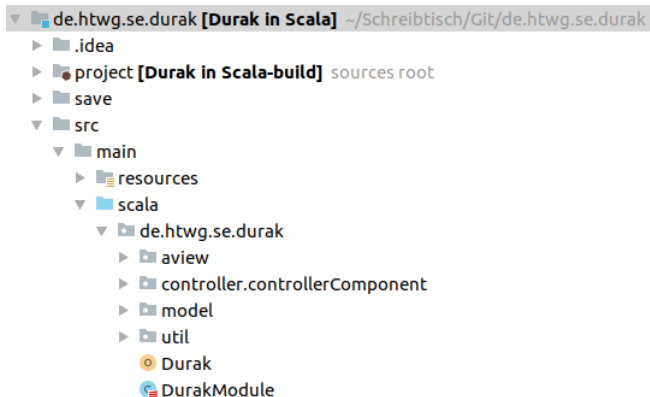 de.htwg.se.durak [Durak in Scala] ~/Schreibtisch/Git/de.htwg.se.durak
.idea
project [Durak in Scala-build] sources root
save
src
main
resources
scala
de.htwg.se.durak
aview
controller.controllerComponent
model
util
Durak
DurakModule